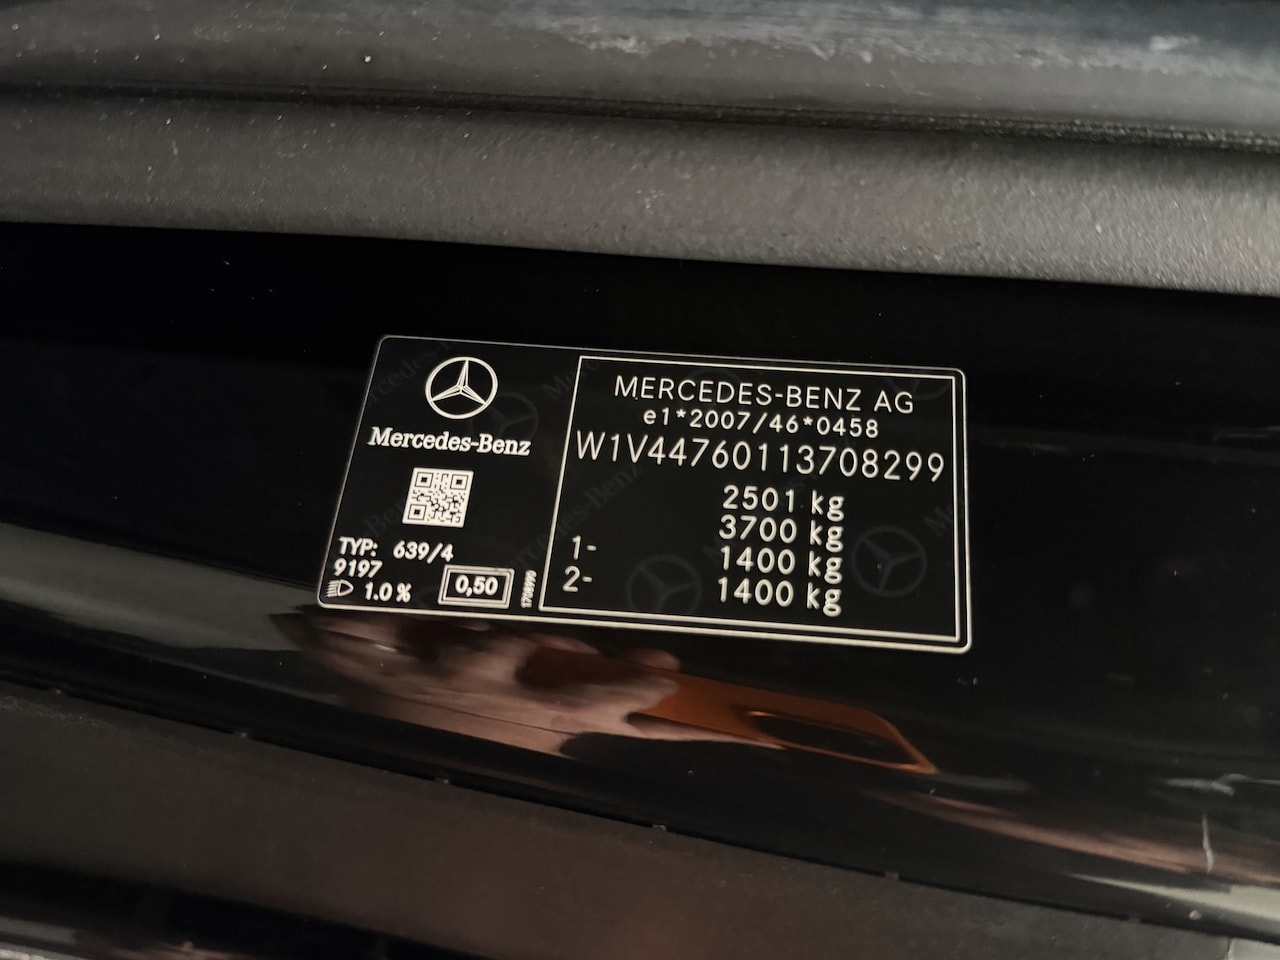 Mercedes-Benz
TYP: 639/4
9197
1.0 %
0,50
MERCEDES-BENZ AG
e1*2007/46*0458
W1V44760113708299
2501 kg
3700 kg
1- 1400 kg
2- 1400 kg